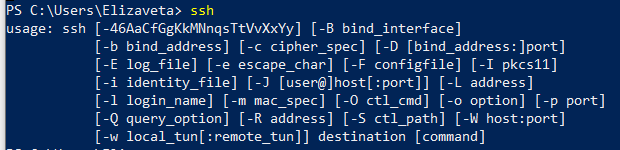 PS C:\Users\Elizaveta> ssh
usage: ssh [-46AaCfGgKkMNnqsTtVvXxYy] [-B bind_interface]
[-b bind_address] [-c cipher_spec] [-D [bind_address:]port]
[-E log_file] [-e escape_char] [-F configfile] [-I pkcs11]
[-i identity_file] [-J [user@]host[:port]] [-L address]
[-l login_name] [-m mac_spec] [-O ctl_cmd] [-o option] [-p port]
[-Q query_option] [-R address] [-S ctl_path] [-W host:port]
[-w local_tun[:remote_tun]] destination [command]